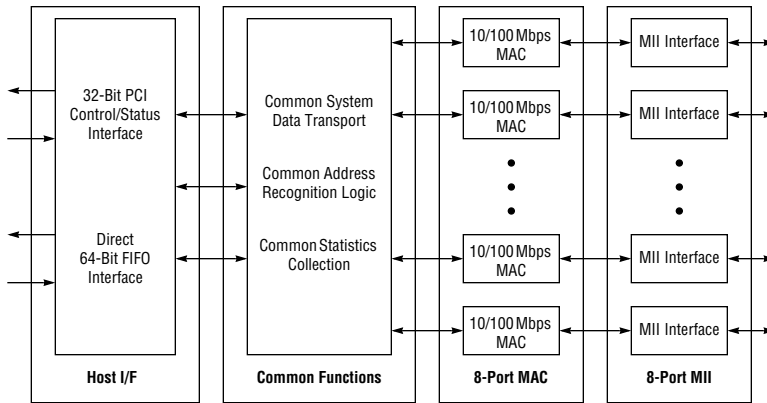 32-Bit PCI
Control/Status
Interface
Direct
64-Bit FIFO
Interface
Host I/F
Common System
Data Transport
Common Address
Recognition Logic
Common Statistics
Collection
Common Functions
10/100 Mbps
MAC
10/100 Mbps
MAC
10/100 Mbps
MAC
10/100 Mbps
MAC
8-Port MAC
MII Interface
MII Interface
MII Interface
MII Interface
8-Port MII